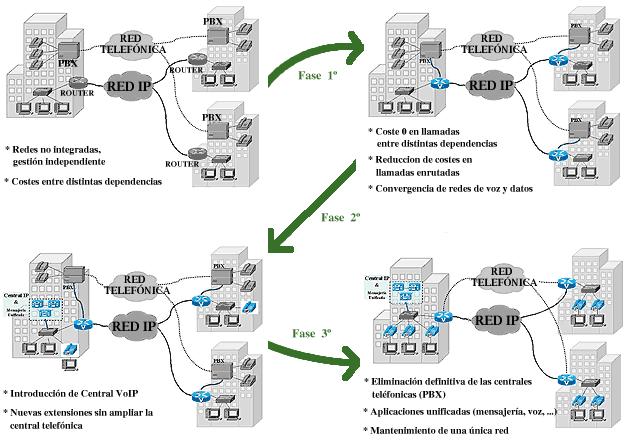 PBX
RED
TELEFÓNICA
PBX
ROUTER
ROUTER
RED IP
PBX
ROUTER
* Redes no integradas,
gestión independiente
* Costes entre distintas dependencias
Fase 1º
PBX
RED
TELEFÓNICA
PBX
RED IP
PBX
* Coste 0 en llamadas
entre distintas dependencias
* Reduccion de costes en
llamadas enrutadas
* Convergencia de redes de voz y datos
Fase 2º
PBX
RED
TELEFÓNICA
PBX
PBX
Central IP
&
Mensajería
Unificada
RED IP
PBX
* Introducción de Central VoIP
* Nuevas extensiones sin ampliar la
central telefónica
Fase 3º
RED
TELEFÓNICA
Central IP
&
Mensajería
Unificada
RED IP
* Eliminación definitiva de las centrales
teléfonicas (PBX)
* Aplicaciones unificadas (mensajería, voz, ...)
* Mantenimiento de una única red